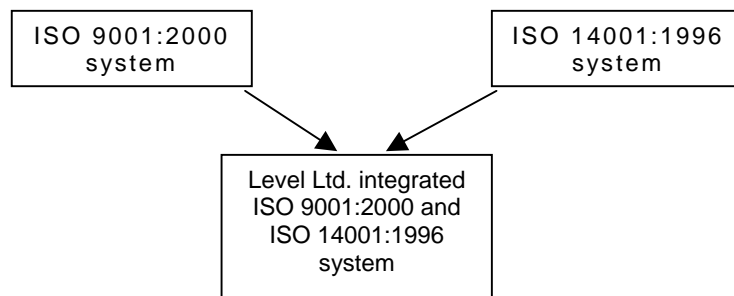 ISO 9001:2000
system
ISO 14001:1996
system
Level Ltd. integrated
ISO 9001:2000 and
ISO 14001:1996
system